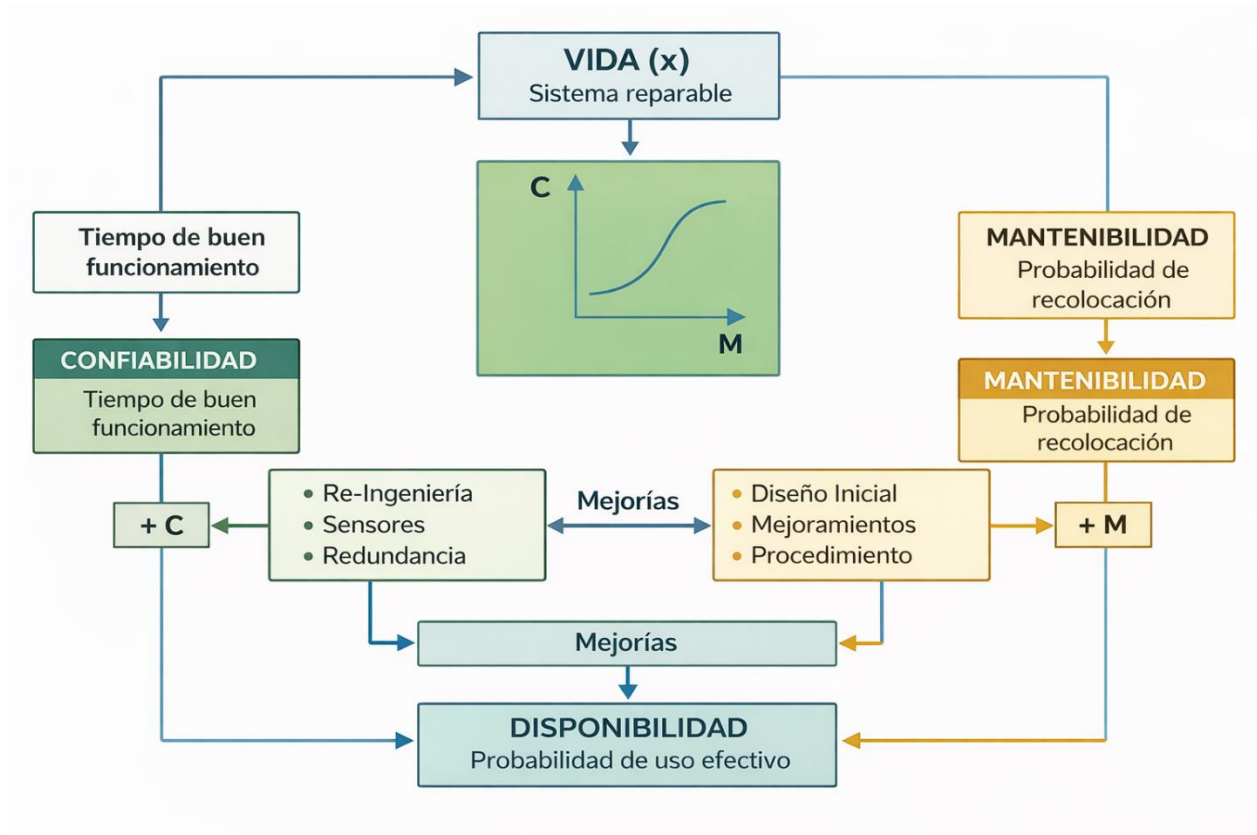 VIDA (x)
Sistema reparable
C
M
Tiempo de buen
funcionamiento
CONFIABILIDAD
Tiempo de buen
funcionamiento
MANTENIBILIDAD
Probabilidad de
recolocación
MANTENIBILIDAD
Probabilidad de
recolocación
+ C
• Re-Ingeniería
• Sensores
• Redundancia
Mejorías
• Diseño Inicial
• Mejoramientos
• Procedimiento
+ M
Mejorías
DISPONIBILIDAD
Probabilidad de uso efectivo